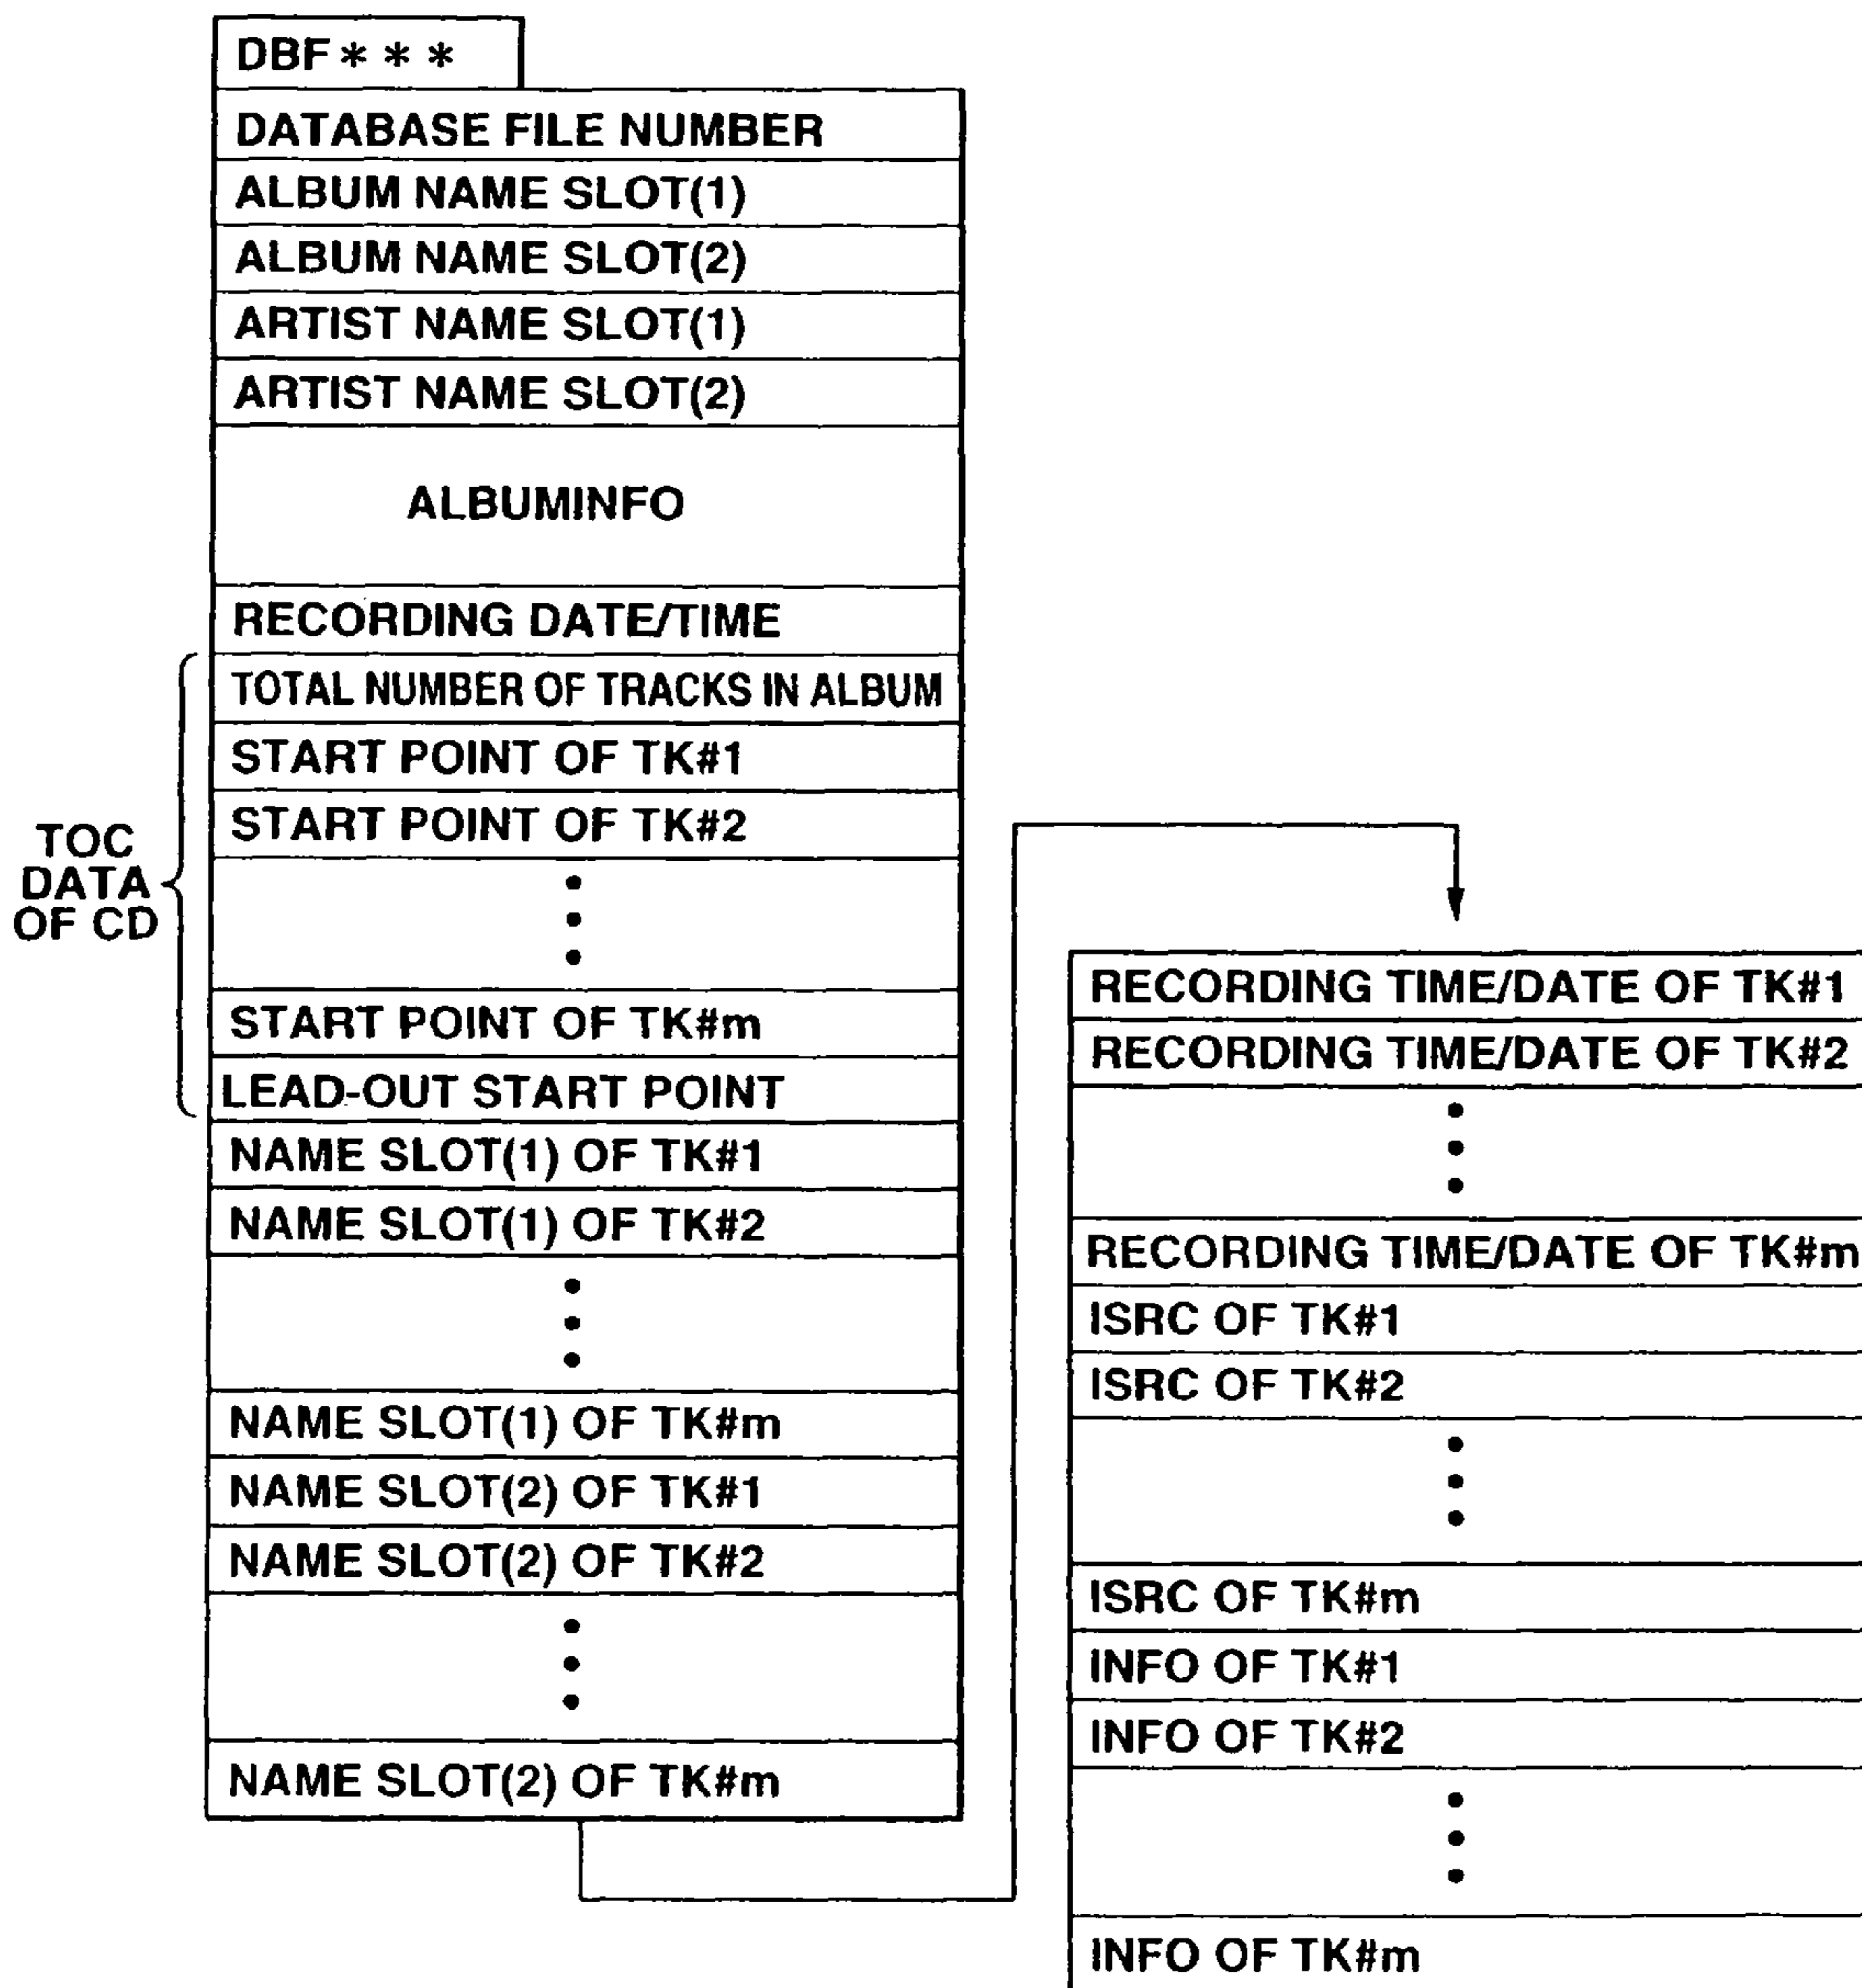 DBF***
DATABASE FILE NUMBER
ALBUM NAME SLOT(1)
ALBUM NAME SLOT(2)
ARTIST NAME SLOT(1)
ARTIST NAME SLOT(2)
ALBUMINFO
RECORDING DATE/TIME
TOTAL NUMBER OF TRACKS IN ALBUM
START POINT OF TK#1
START POINT OF TK#2
START POINT OF TK#m
LEAD-OUT START POINT
TOC
DATA
OF CD
NAME SLOT(1) OF TK#1
NAME SLOT(1) OF TK#2
NAME SLOT(1) OF TK#m
NAME SLOT(2) OF TK#1
NAME SLOT(2) OF TK#2
NAME SLOT(2) OF TK#m
RECORDING TIME/DATE OF TK#1
RECORDING TIME/DATE OF TK#2
RECORDING TIME/DATE OF TK#m
ISRC OF TK#1
ISRC OF TK#2
ISRC OF TK#m
INFO OF TK#1
INFO OF TK#2
INFO OF TK#m